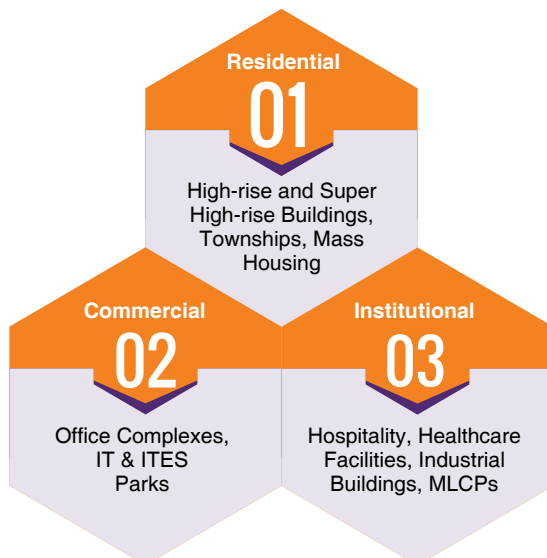 Residential
01
High-rise and Super
High-rise Buildings,
Townships, Mass
Housing
Commercial
02
Office Complexes,
IT & ITES
Parks
Institutional
03
Hospitality, Healthcare
Facilities, Industrial
Buildings, MLCPs